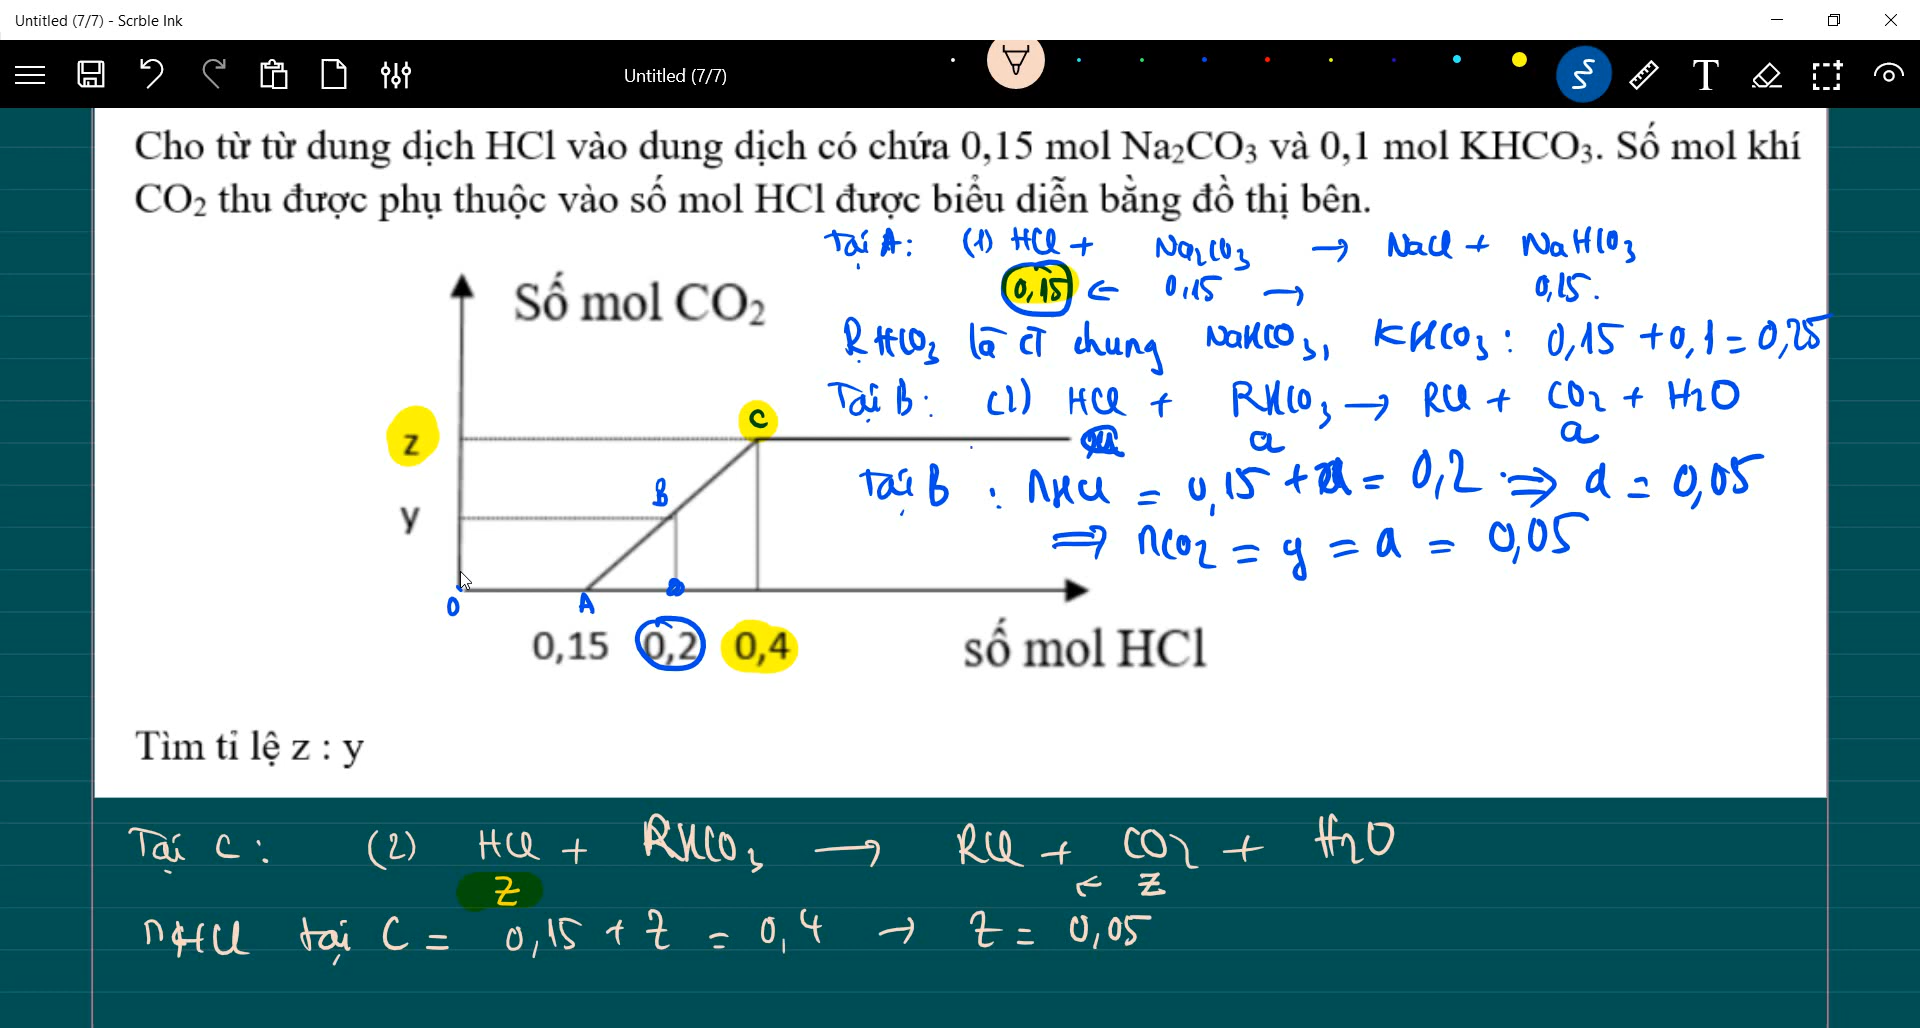 Untitled (7/7) - Scrble Ink
Untitled (7/7)
T
Cho từ từ dung dịch HCl vào dung dịch có chứa 0,15 mol Na₂CO₃ và 0,1 mol KHCO₃. Số mol khí
CO₂ thu được phụ thuộc vào số mol HCl được biểu diễn bằng đồ thị bên.
Tại A: (1) HCl + Na₂CO₃ → NaCl + NaHCO₃
0,15 ← 0,15 → 0,15.
Số mol CO₂
RHCO₃ là CT chung NaHCO₃, KHCO₃: 0,15 + 0,1 = 0,25
Tại B: (2) HCl + RHCO₃ → RCl + CO₂ + H₂O
a a
C
z
Tại B: nHCl = 0,15 + a = 0,2 ⇒ a = 0,05
B
y
⇒ nCO₂ = y = a = 0,05
O A
0,15 0,2 0,4 số mol HCl
Tìm tỉ lệ z : y
Tại C: (2) HCl + RHCO₃ → RCl + CO₂ + H₂O
Z ← Z
nHCl tại C = 0,15 + Z = 0,4 → Z = 0,05